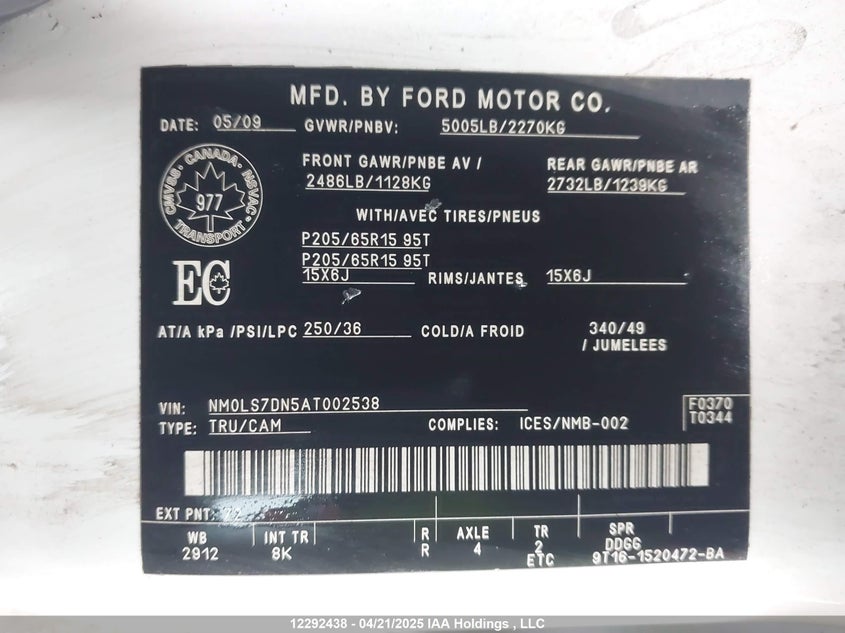 MFD. BY FORD MOTOR CO.
DATE: 05/09 GVWR/PNBV: 5005LB/2270KG
FRONT GAWR/PNBE AV / REAR GAWR/PNBE AR
2486LB/1128KG 2732LB/1239KG
CANADA
CMVSS NSVAC
977
TRANSPORT
WITH/AVEC TIRES/PNEUS
P205/65R15 95T
P205/65R15 95T
EC
15X6J RIMS/JANTES 15X6J
AT/A kPa /PSI/LPC 250/36 COLD/A FROID 340/49
/ JUMELEES
VIN: NM0LS7DN5AT002538 F0370
TYPE: TRU/CAM COMPLIES: ICES/NMB-002 T0344
EXT PNT:
WB INT TR R AXLE TR SPR
2912 8K R 4 2 DDGG
ETC 9T16-1520472-BA
12292438 - 04/21/2025 IAA Holdings , LLC